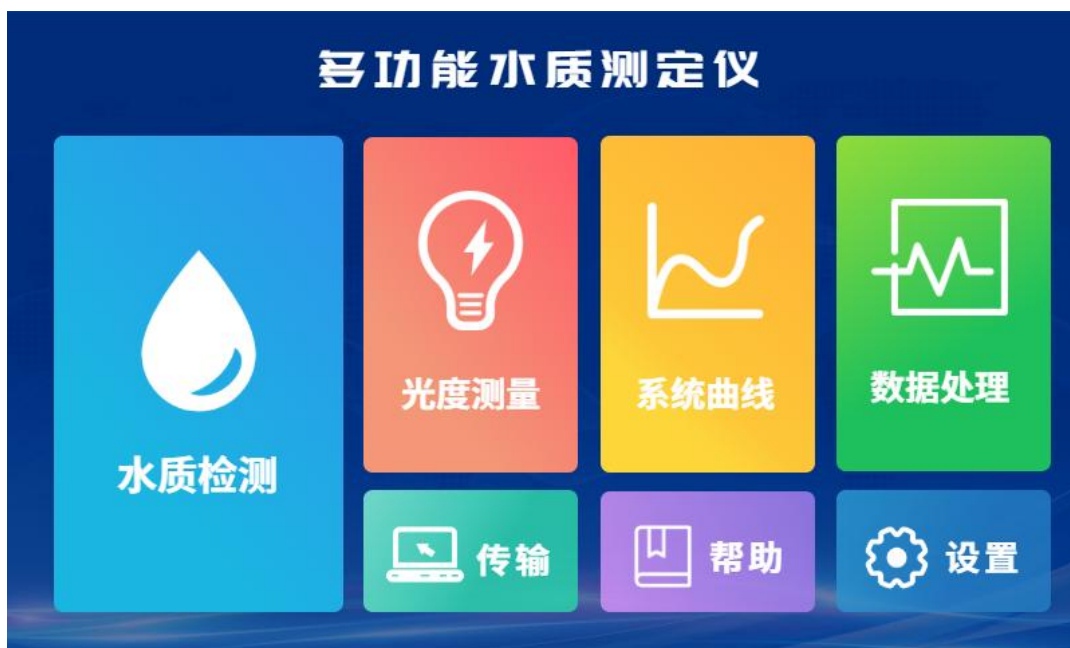 多功能水质测定仪
水质检测
光度测量
系统曲线
数据处理
传输
帮助
设置